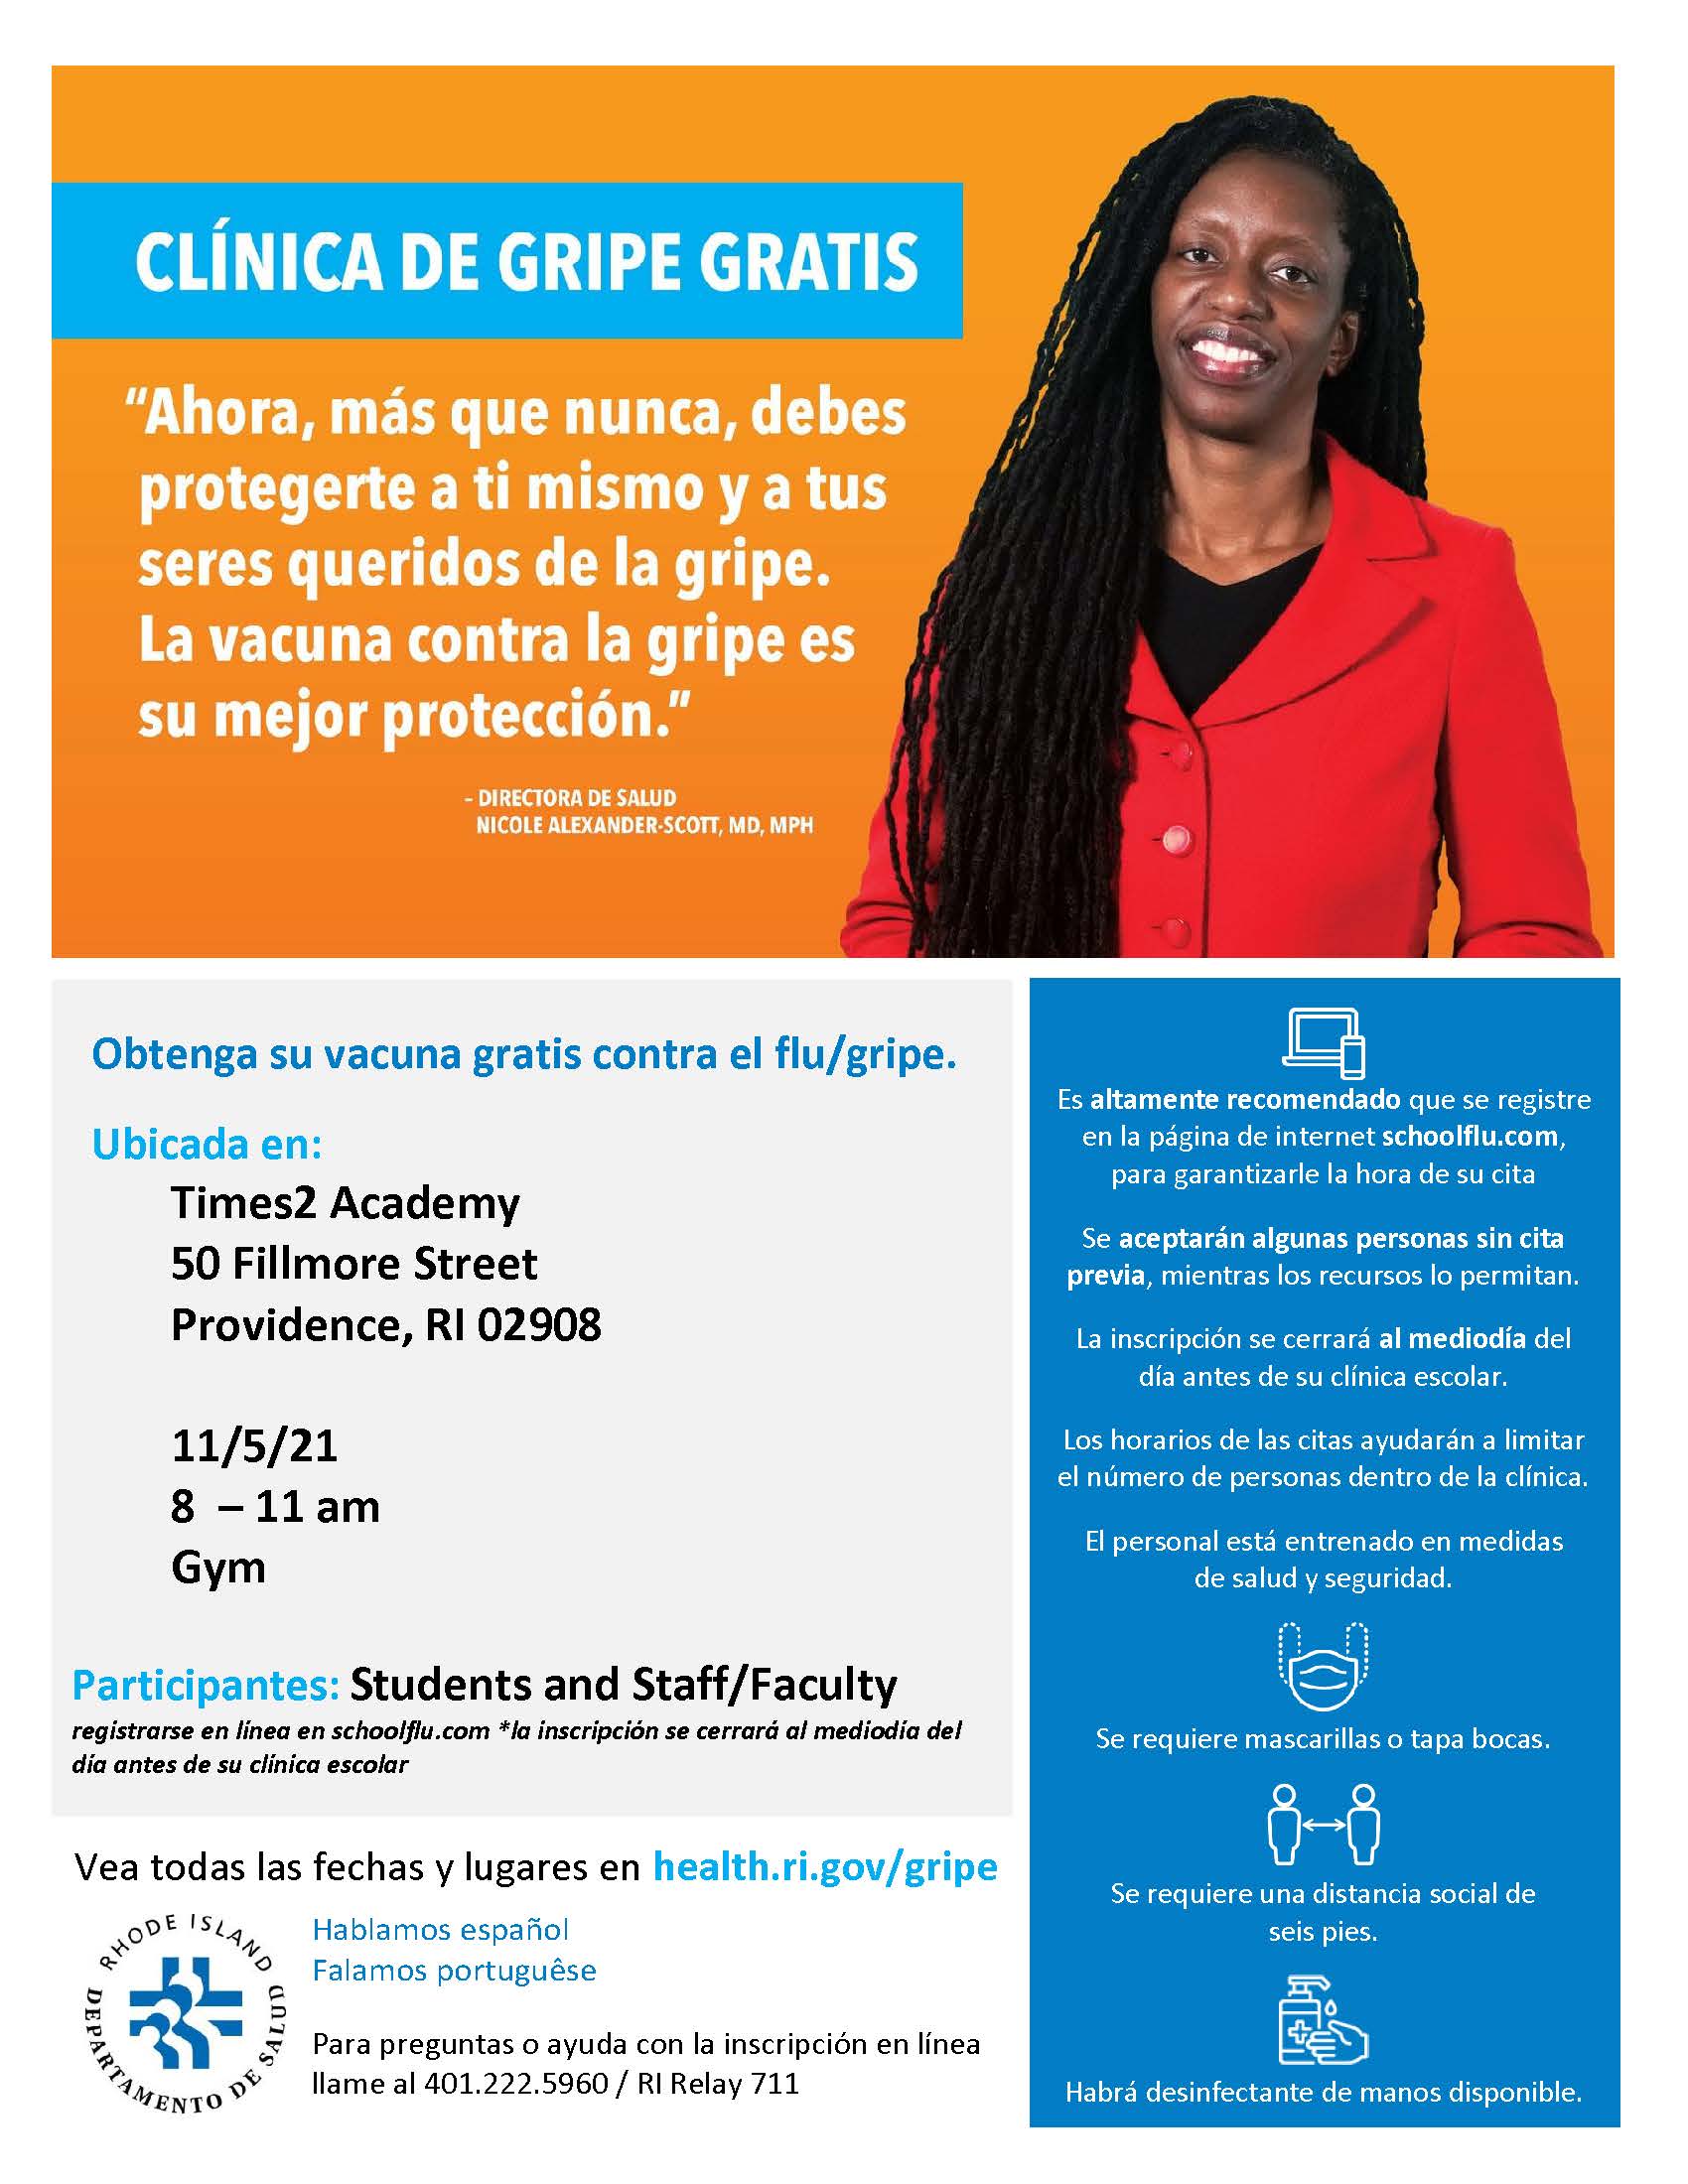 CLÍNICA DE GRIPE GRATIS
“Ahora, más que nunca, debes
protegerte a ti mismo y a tus
seres queridos de la gripe.
La vacuna contra la gripe es
su mejor protección.”
- DIRECTORA DE SALUD
NICOLE ALEXANDER-SCOTT, MD, MPH
Obtenga su vacuna gratis contra el flu/gripe.
Ubicada en:
Times2 Academy
50 Fillmore Street
Providence, RI 02908
11/5/21
8 – 11 am
Gym
Participantes: Students and Staff/Faculty
registrarse en línea en schoolflu.com *la inscripción se cerrará al mediodía del
día antes de su clínica escolar
Vea todas las fechas y lugares en health.ri.gov/gripe
RHODE ISLAND
DEPARTAMENTO DE SALUD
Hablamos español
Falamos portuguêse
Para preguntas o ayuda con la inscripción en línea
llame al 401.222.5960 / RI Relay 711
Es altamente recomendado que se registre
en la página de internet schoolflu.com,
para garantizarle la hora de su cita
Se aceptarán algunas personas sin cita
previa, mientras los recursos lo permitan.
La inscripción se cerrará al mediodía del
día antes de su clínica escolar.
Los horarios de las citas ayudarán a limitar
el número de personas dentro de la clínica.
El personal está entrenado en medidas
de salud y seguridad.
Se requiere mascarillas o tapa bocas.
Se requiere una distancia social de
seis pies.
Habrá desinfectante de manos disponible.